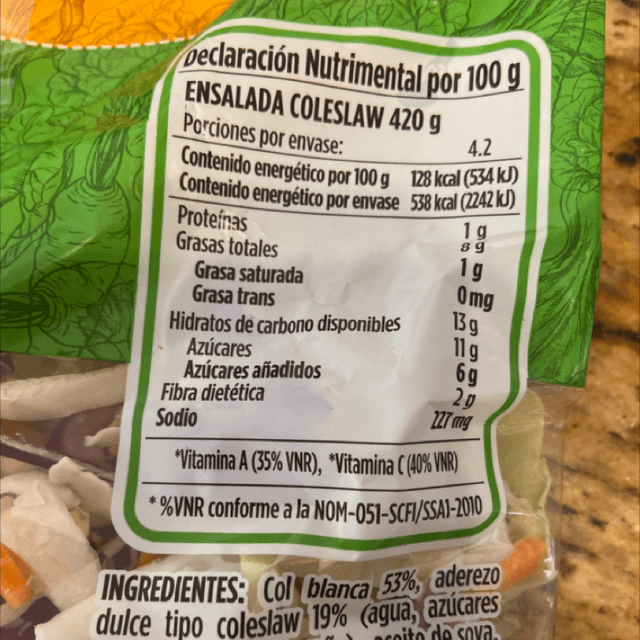 Declaración Nutrimental por 100 g
ENSALADA COLESLAW 420 g
Porciones por envase: 4.2
Contenido energético por 100 g 128 kcal (534 kJ)
Contenido energético por envase 538 kcal (2242 kJ)
Proteínas 1 g
Grasas totales 8 g
Grasa saturada 1 g
Grasa trans 0 mg
Hidratos de carbono disponibles 13 g
Azúcares 11 g
Azúcares añadidos 6 g
Fibra dietética 2 g
Sodio 227 mg
*Vitamina A (35% VNR), *Vitamina C (40% VNR)
* %VNR conforme a la NOM-051-SCFI/SSA1-2010
INGREDIENTES: Col blanca 53%, aderezo
dulce tipo coleslaw 19% (agua, azúcares
aceite de soya,